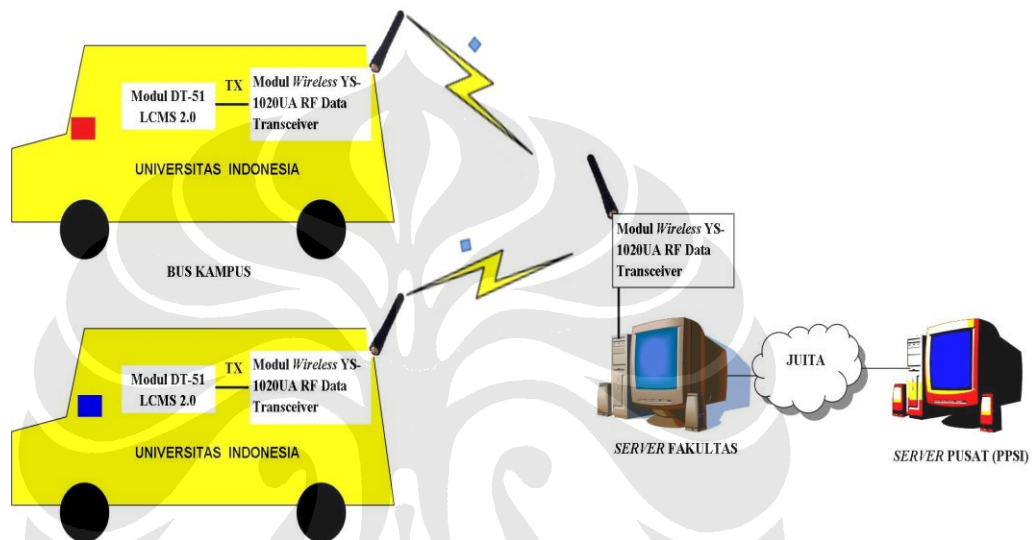 Modul DT-51
LCMS 2.0
TX
Modul Wireless YS-
1020UA RF Data
Transceiver
UNIVERSITAS INDONESIA
BUS KAMPUS
Modul DT-51
LCMS 2.0
TX
Modul Wireless YS-
1020UA RF Data
Transceiver
UNIVERSITAS INDONESIA
Modul Wireless YS-
1020UA RF Data
Transceiver
SERVER FAKULTAS
JUITA
SERVER PUSAT (PPSI)